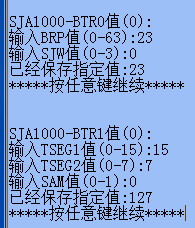 SJA1000-BTR0值(0):
输入BRP值(0-63):23
输入SJW值(0-3):0
已经保存指定值:23
*****按任意键继续*****
SJA1000-BTR1值(0):
输入TSEG1值(0-15):15
输入TSEG2值(0-7):7
输入SAM值(0-1):0
已经保存指定值:127
*****按任意键继续*****